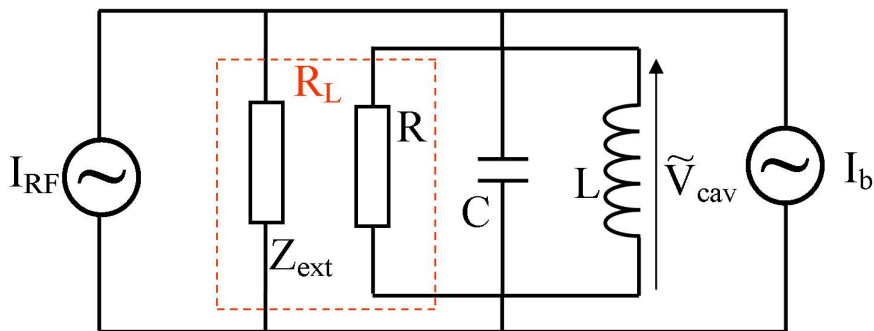 R_L
R
I_RF
Z_ext
C
L
Ṽ_cav
I_b